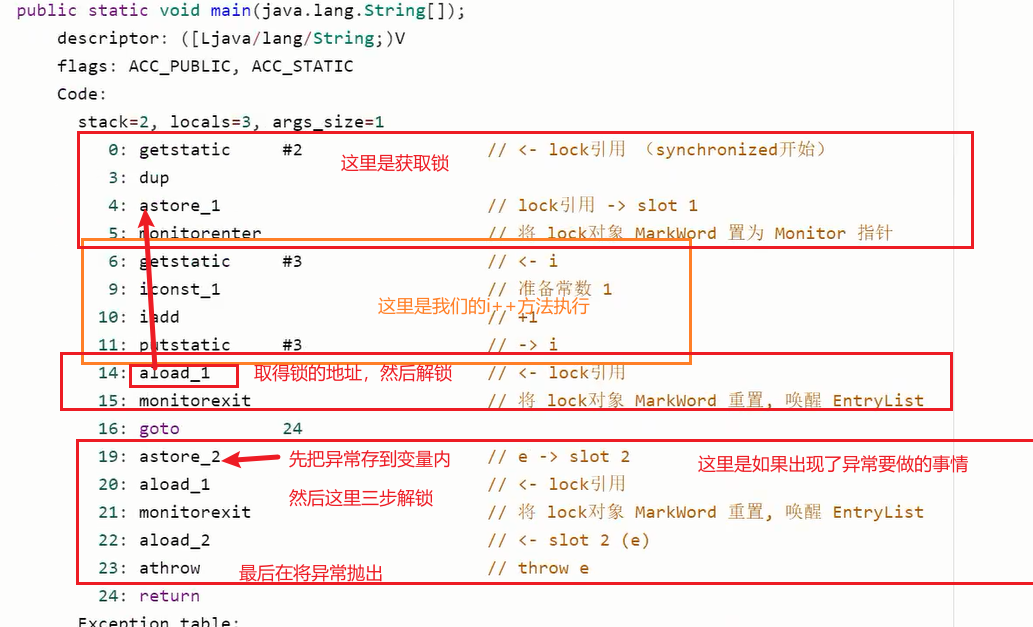 public static void main(java.lang.String[]);
descriptor: ([Ljava/lang/String;)V
flags: ACC_PUBLIC, ACC_STATIC
Code:
stack=2, locals=3, args_size=1
0: getstatic #2 // <- lock引用 （synchronized开始）
这里是获取锁
3: dup
4: astore_1 // lock引用 -> slot 1
5: monitorenter // 将 lock对象 MarkWord 置为 Monitor 指针
6: getstatic #3 // <- i
9: iconst_1 // 准备常数 1
这里是我们的i++方法执行
10: iadd // +1
11: putstatic #3 // -> i
14: aload_1 取得锁的地址，然后解锁 // <- lock引用
15: monitorexit // 将 lock对象 MarkWord 重置, 唤醒 EntryList
16: goto 24
19: astore_2 先把异常存到变量内 // e -> slot 2 这里是如果出现了异常要做的事情
20: aload_1 // <- lock引用
然后这里三步解锁
21: monitorexit // 将 lock对象 MarkWord 重置, 唤醒 EntryList
22: aload_2 // <- slot 2 (e)
23: athrow 最后在将异常抛出 // throw e
24: return
Exception table: